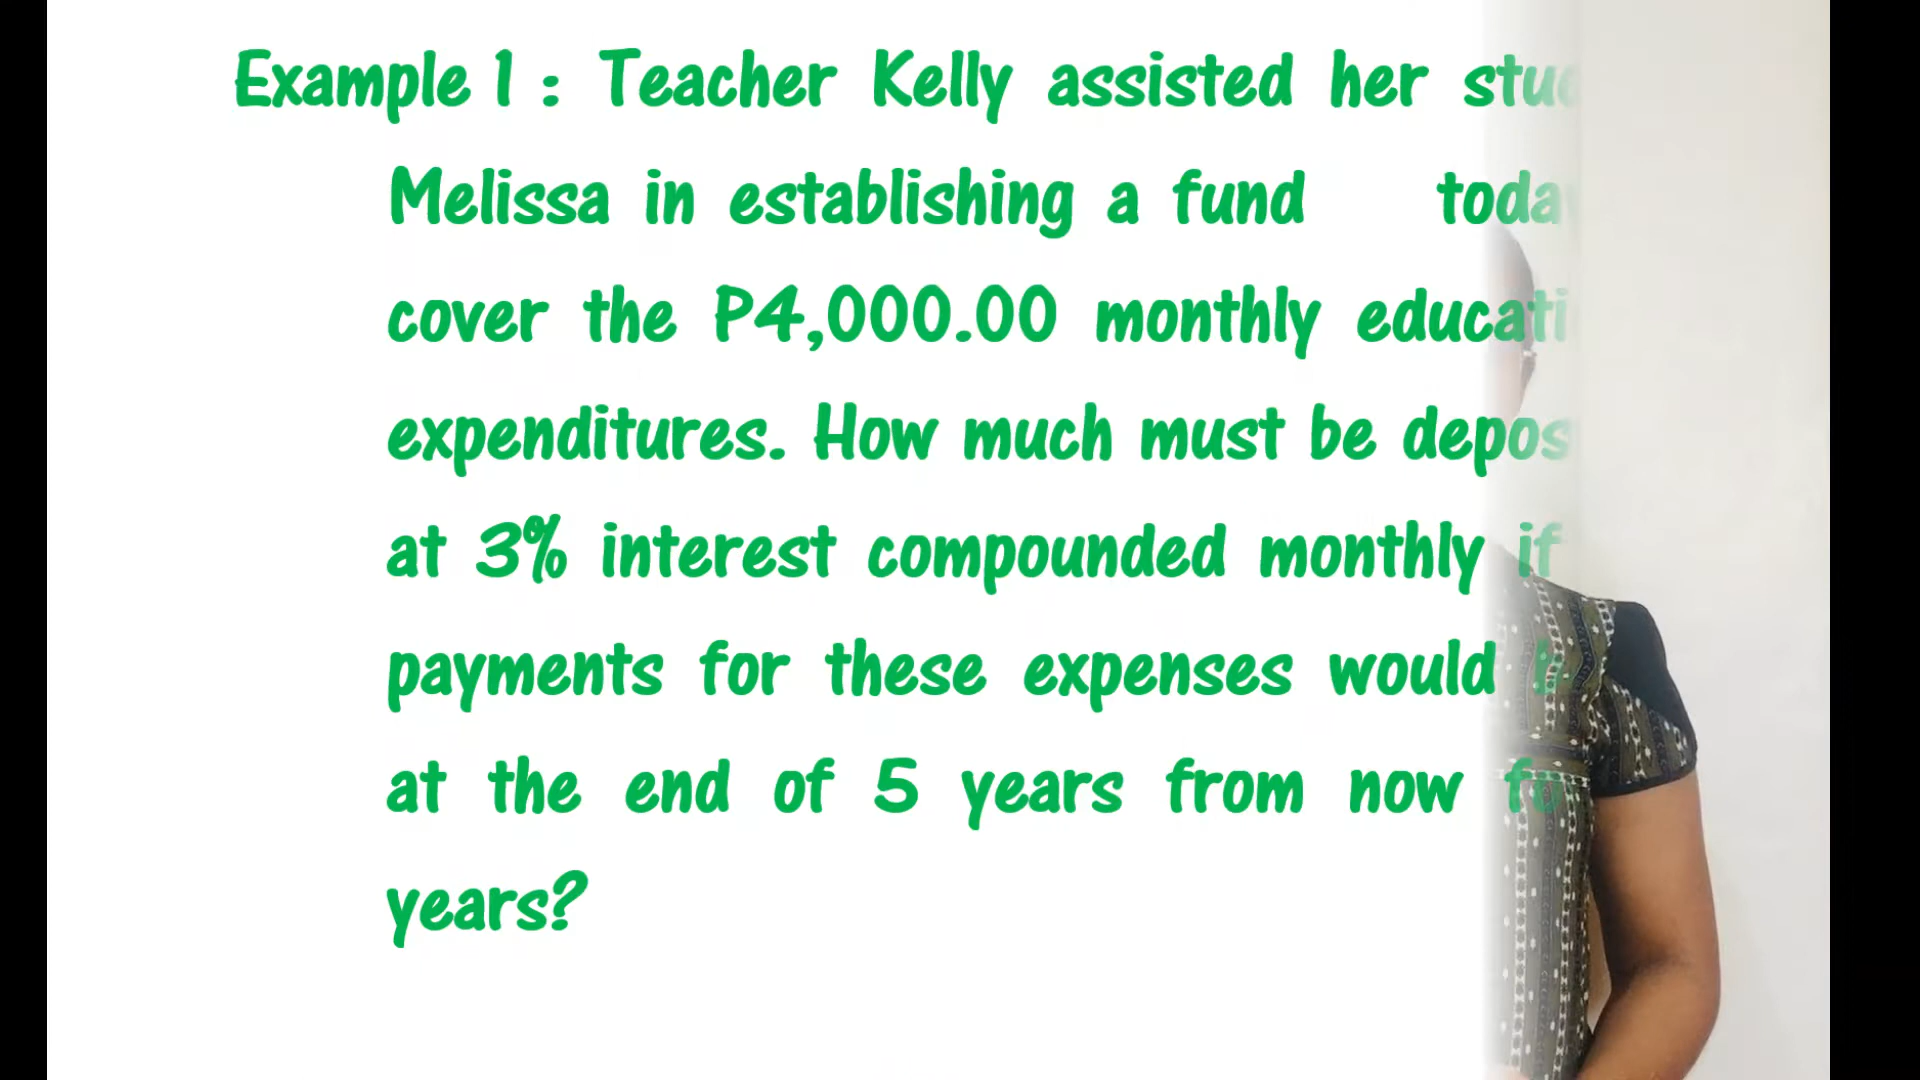 Example 1 : Teacher Kelly assisted her
Melissa in establishing a fund
cover the P4,000.00 monthly
expenditures. How much must be
at 3% interest compounded monthly if
payments for these expenses would
at the end of 5 years from now
years?